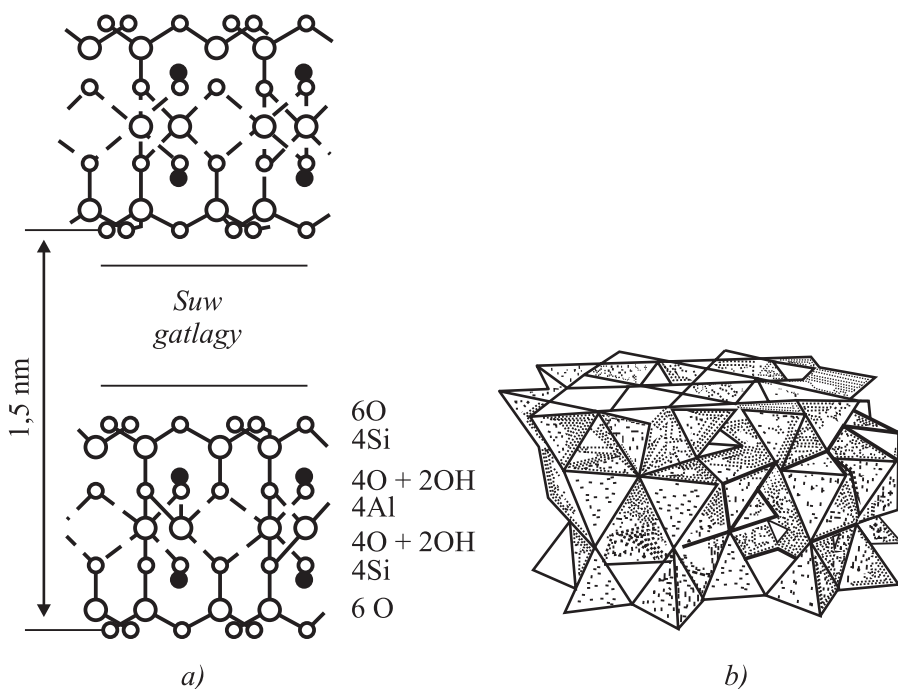 Suw
gatlagy
1,5 nm
6O
4Si
4O + 2OH
4Al
4O + 2OH
4Si
6 O
a)
b)